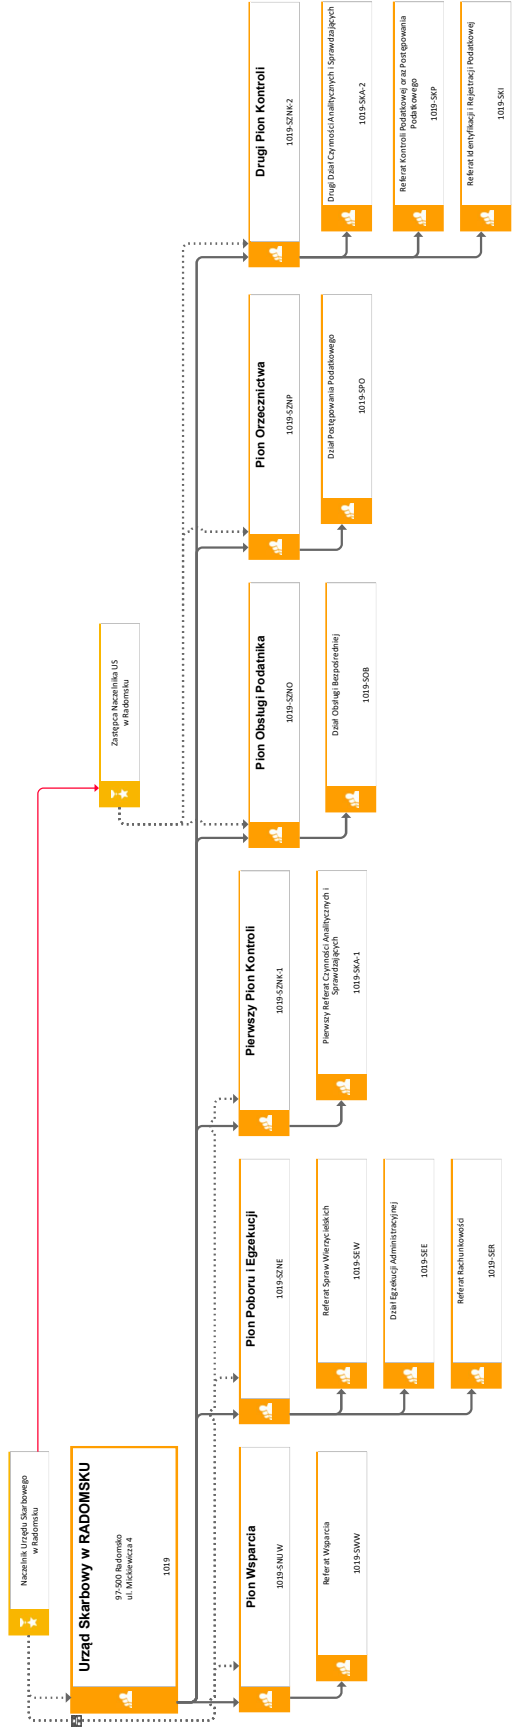 Naczelnik Urzędu Skarbowego
w Radomsku
Urząd Skarbowy w RADOMSKU
97-500 Radomsko
ul. Mickiewicza 4
1019
Zastępca Naczelnika US
w Radomsku
Pion Wsparcia
1019-SNUW
Referat Wsparcia
1019-SWW
Pion Poboru i Egzekucji
1019-SZNE
Referat Spraw Wierzycielskich
1019-SEW
Dział Egzekucji Administracyjnej
1019-SEE
Referat Rachunkowości
1019-SER
Pierwszy Pion Kontroli
1019-SZNK-1
Pierwszy Referat Czynności Analitycznych i
Sprawdzających
1019-SKA-1
Pion Obsługi Podatnika
1019-SZNO
Dział Obsługi Bezpośredniej
1019-SOB
Pion Orzecznictwa
1019-SZNP
Dział Postępowania Podatkowego
1019-SPO
Drugi Pion Kontroli
1019-SZNK-2
Drugi Dział Czynności Analitycznych i Sprawdzających
1019-SKA-2
Referat Kontroli Podatkowej oraz Postępowania
Podatkowego
1019-SKP
Referat Identyfikacji i Rejestracji Podatkowej
1019-SKI